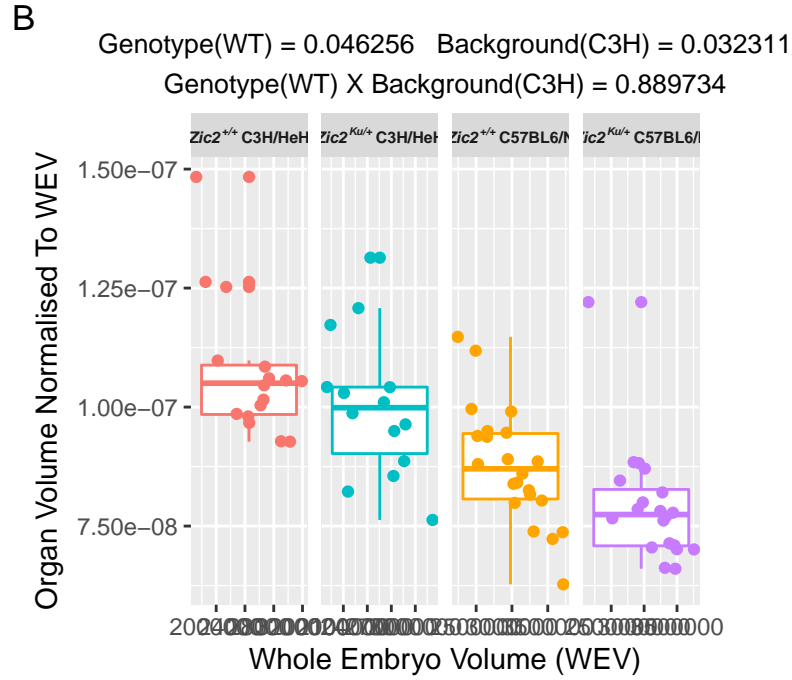 B
Genotype(WT) = 0.046256 Background(C3H) = 0.032311
Genotype(WT) X Background(C3H) = 0.889734
Zic2+/+ C3H/HeH
Zic2Ku/+ C3H/HeH
Zic2+/+ C57BL6/N
Zic2Ku/+ C57BL6/
Organ Volume Normalised To WEV
1.50e−07
1.25e−07
1.00e−07
7.50e−08
Whole Embryo Volume (WEV)